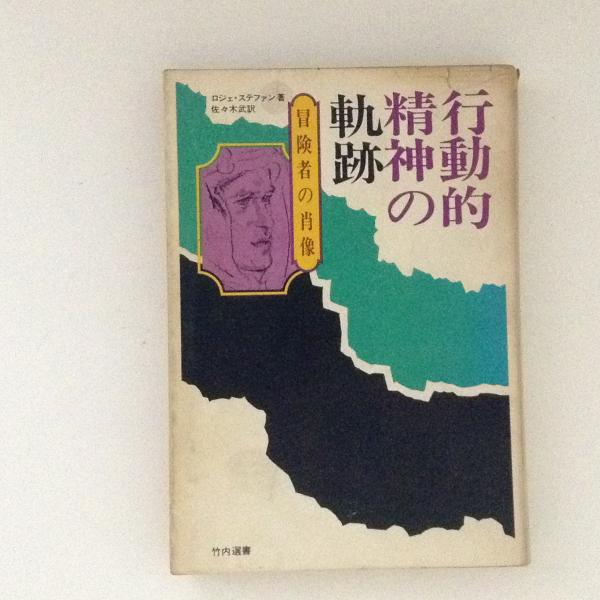 行動的
精神の
軌跡
冒険者の肖像
ロジェ・ステファン著
佐々木武訳
竹内選書